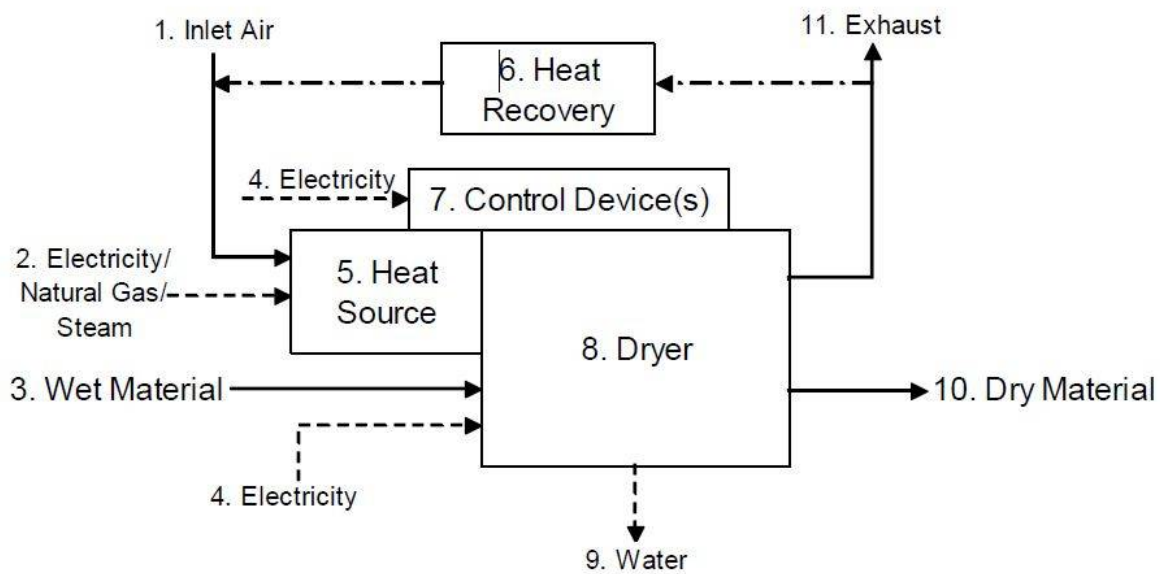 1. Inlet Air
11. Exhaust
6. Heat
Recovery
4. Electricity
7. Control Device(s)
2. Electricity/
Natural Gas/
Steam
5. Heat
Source
8. Dryer
3. Wet Material
10. Dry Material
4. Electricity
9. Water